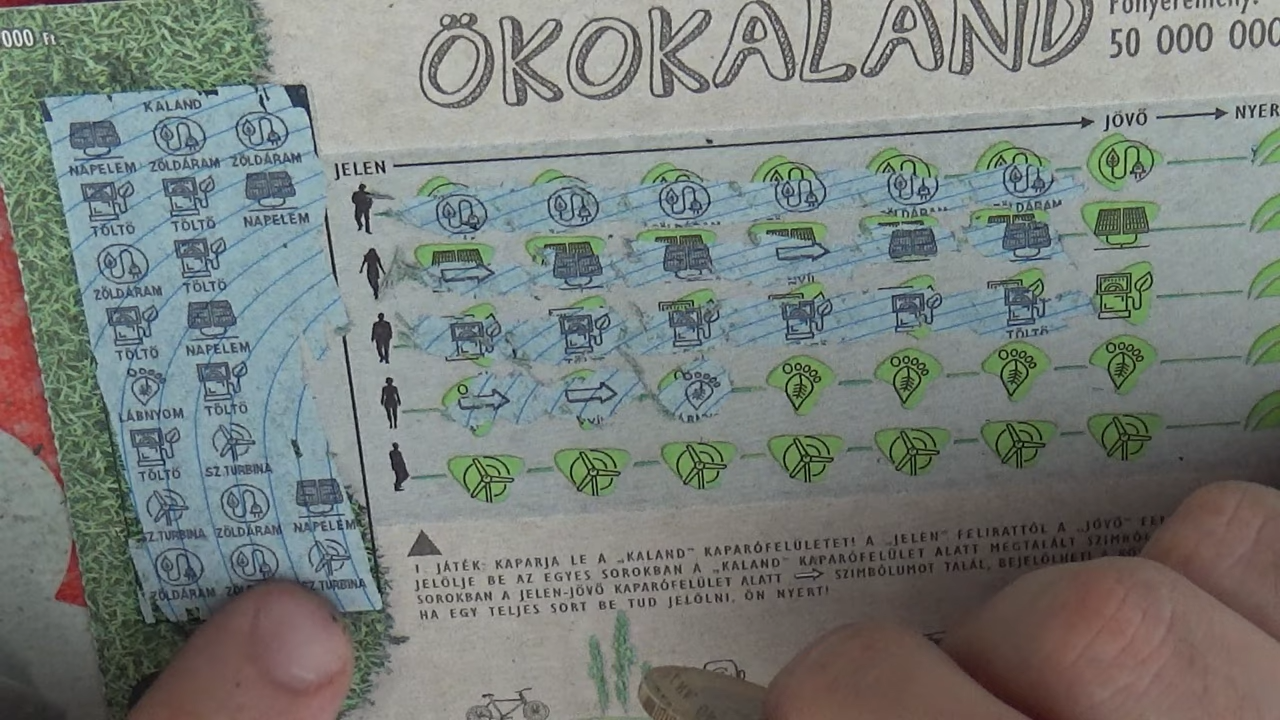 000 Ft
ÖKOKALAND
Főnyeremény:
50 000 000
KALAND
NAPELEM ZÖLDÁRAM ZÖLDÁRAM
TÖLTŐ TÖLTŐ NAPELEM
ZÖLDÁRAM TÖLTŐ
TÖLTŐ NAPELEM
LÁBNYOM TÖLTŐ
TÖLTŐ SZ.TURBINA
SZ.TURBINA ZÖLDÁRAM NAPELEM
ZÖLDÁRAM SZ.TURBINA
JELEN JÖVŐ NYER
TÖLTŐ
1. JÁTÉK: KAPARJA LE A „KALAND” KAPARÓFELÜLETET! A „JELEN” FELIRATTÓL A „JÖVŐ”
JELÖLJE BE AZ EGYES SOROKBAN A „KALAND” KAPARÓFELÜLET ALATT MEGTALÁLT
SOROKBAN A JELEN-JÖVŐ KAPARÓFELÜLET ALATT SZIMBÓLUMOT TALÁL, BEJELÖLHETI A
HA EGY TELJES SORT BE TUD JELÖLNI, ÖN NYERT!